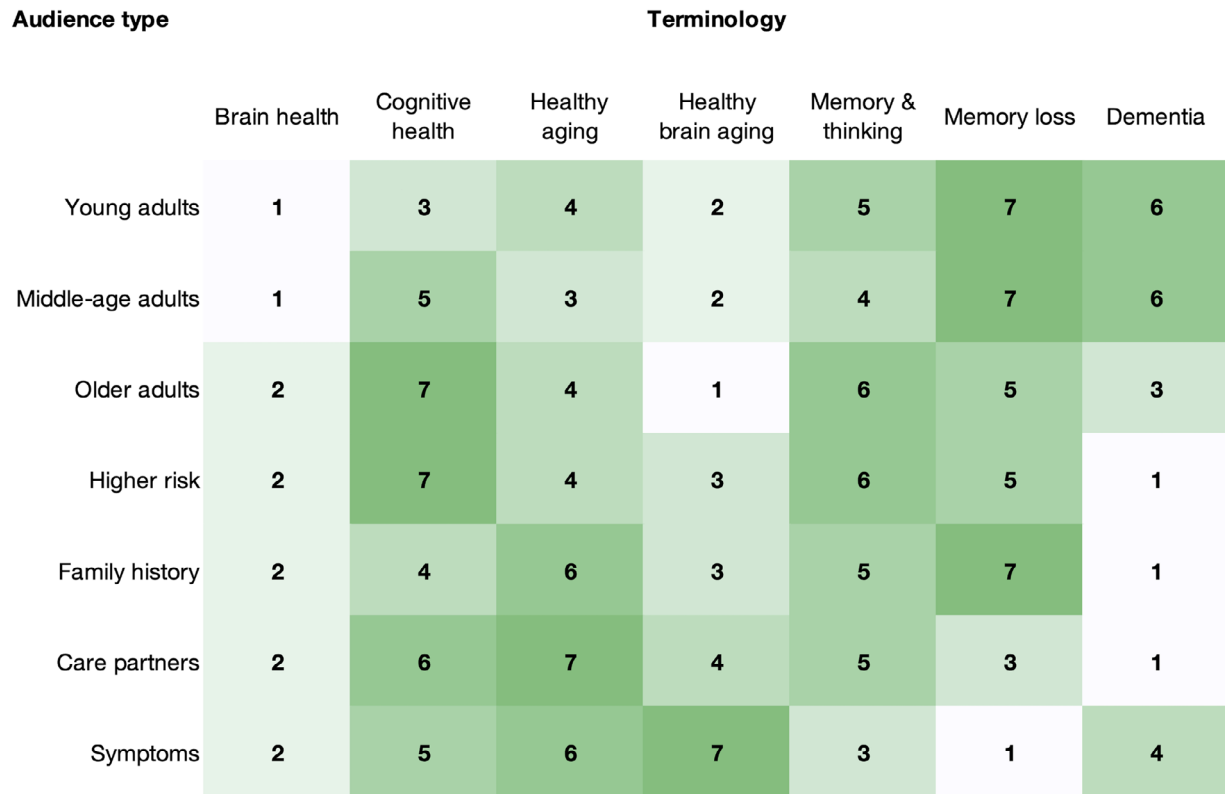 Audience type Terminology
Brain health Cognitive health Healthy aging Healthy brain aging Memory & thinking Memory loss Dementia
Young adults 1 3 4 2 5 7 6
Middle-age adults 1 5 3 2 4 7 6
Older adults 2 7 4 1 6 5 3
Higher risk 2 7 4 3 6 5 1
Family history 2 4 6 3 5 7 1
Care partners 2 6 7 4 5 3 1
Symptoms 2 5 6 7 3 1 4